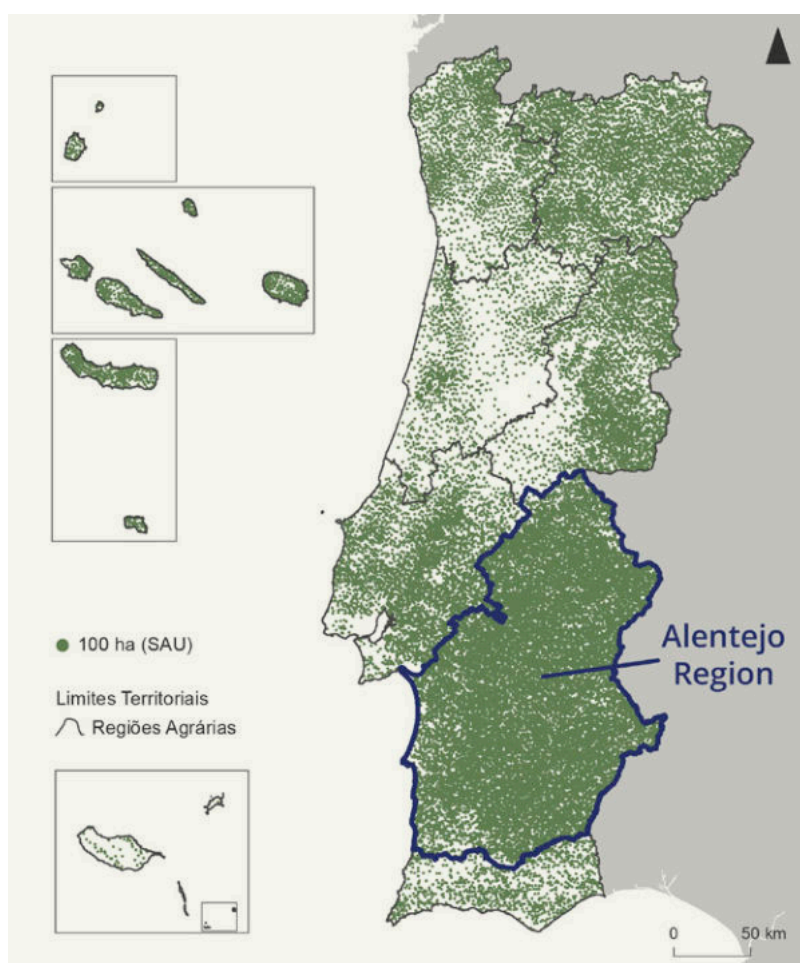 100 ha (SAU)
Limites Territoriais
Regiões Agrárias
Alentejo
Region
0 50 km